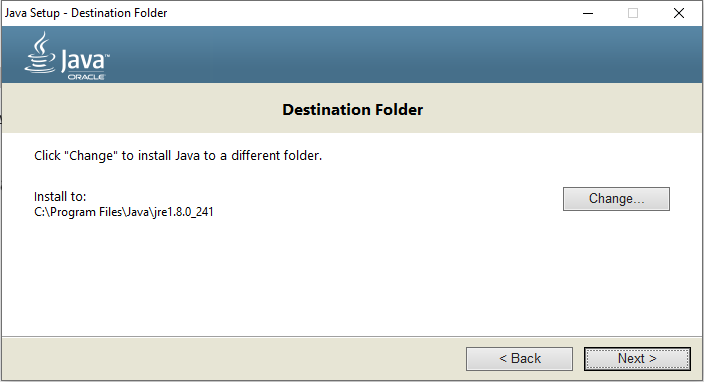 Java Setup - Destination Folder
Java™
ORACLE
Destination Folder
Click "Change" to install Java to a different folder.
Install to:
Change...
C:\Program Files\Java\jre1.8.0_241
< Back
Next >